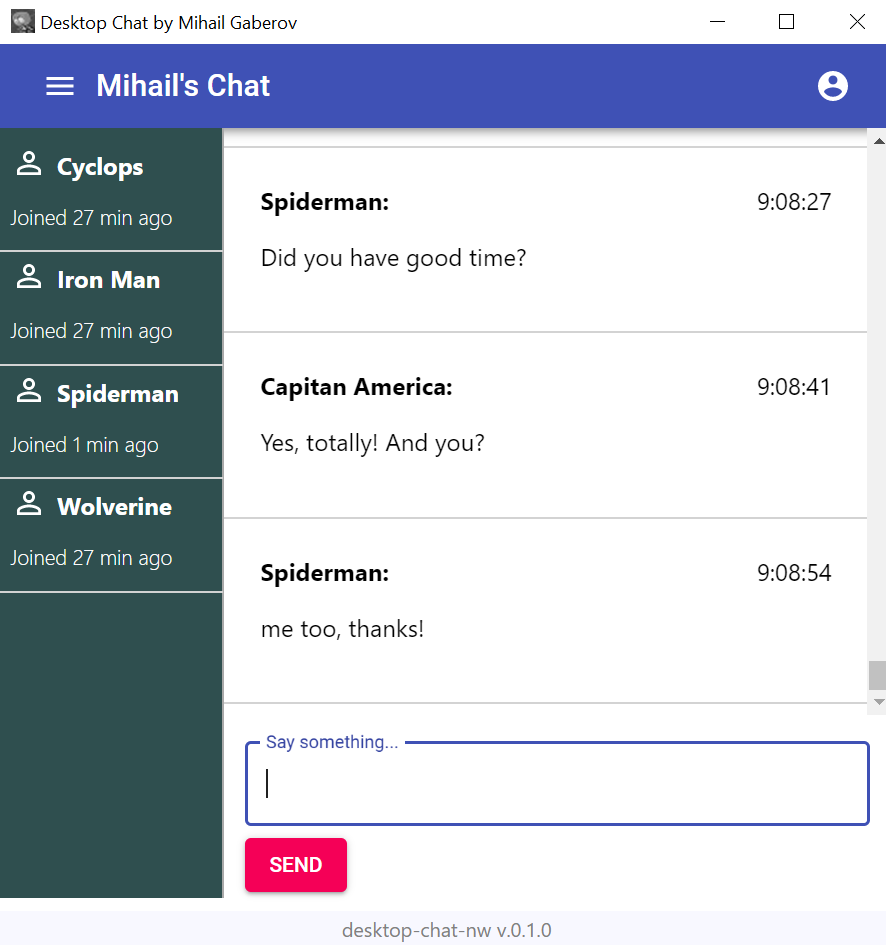 Desktop Chat by Mihail Gaberov
Mihail's Chat
Cyclops
Joined 27 min ago
Iron Man
Joined 27 min ago
Spiderman
Joined 1 min ago
Wolverine
Joined 27 min ago
Spiderman: 9:08:27
Did you have good time?
Capitan America: 9:08:41
Yes, totally! And you?
Spiderman: 9:08:54
me too, thanks!
Say something...
SEND
desktop-chat-nw v.0.1.0